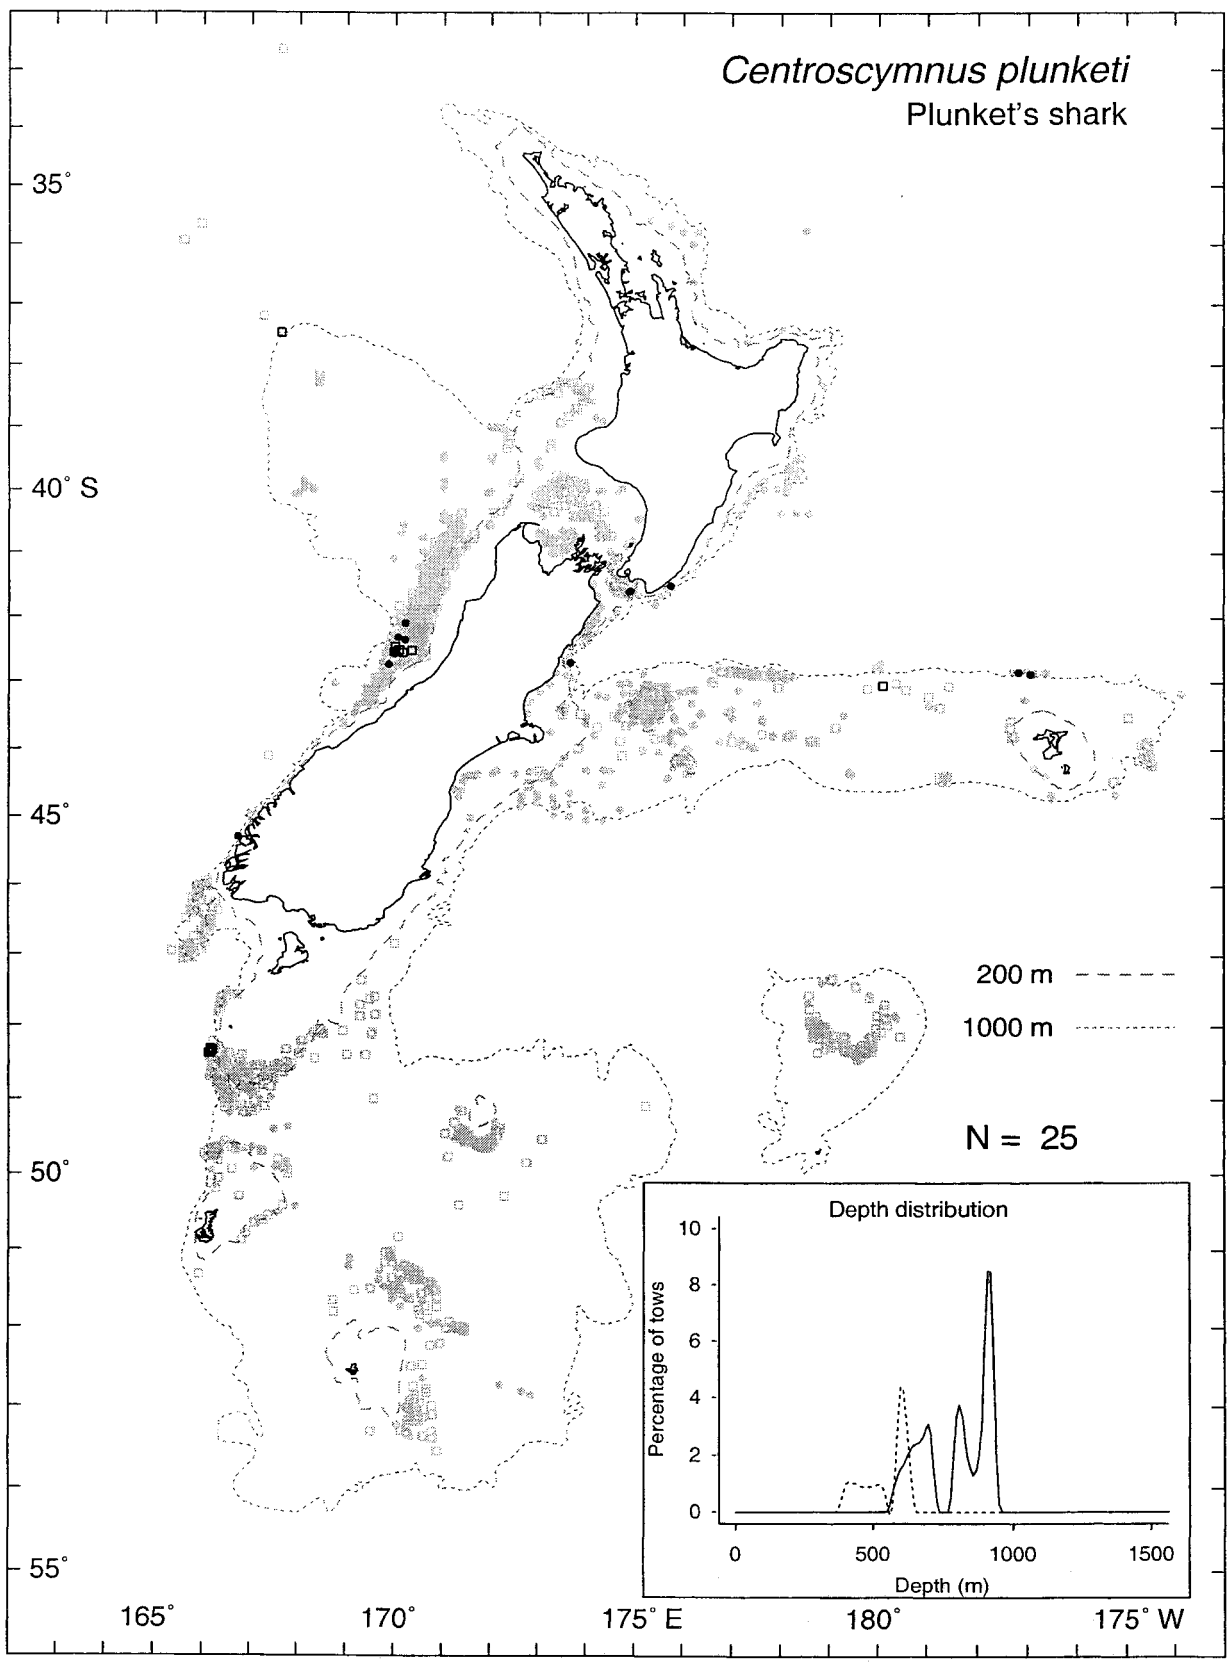 Centroscymnus plunketi
Plunket's shark
35°
40° S
45°
50°
55°
165°
170°
175° E
180°
175° W
200 m
1000 m
N = 25
Depth distribution
Percentage of tows
10
8
6
4
2
0
0
500
1000
1500
Depth (m)